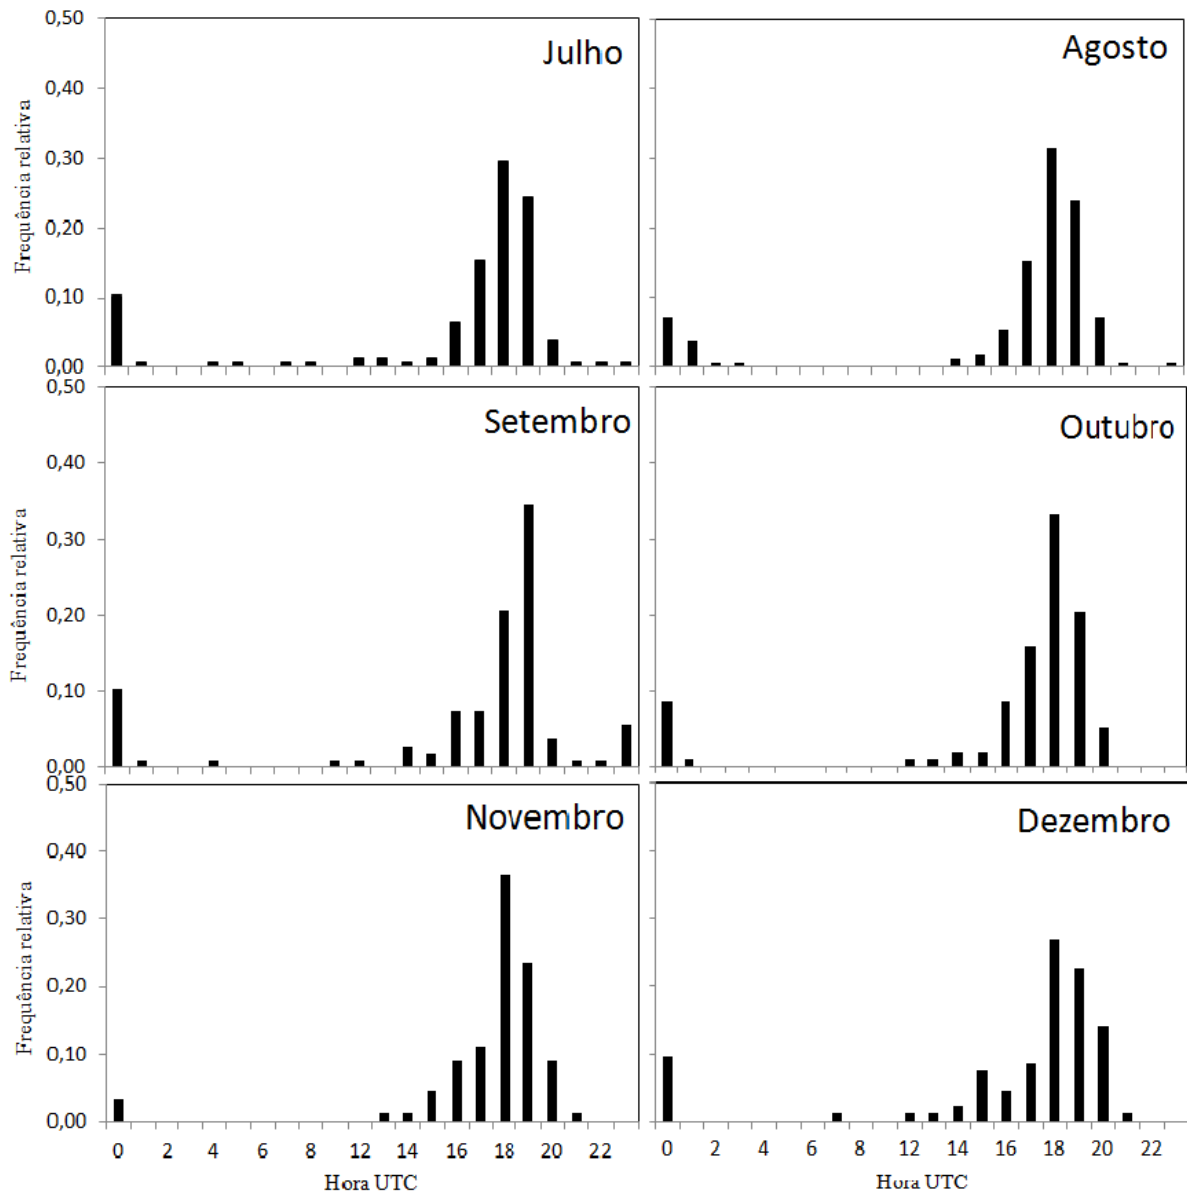 Julho
Frequência relativa
0,50
0,40
0,30
0,20
0,10
0,00
Agosto
Setembro
Frequência relativa
0,50
0,40
0,30
0,20
0,10
0,00
Outubro
Novembro
Frequência relativa
0,50
0,40
0,30
0,20
0,10
0,00
0 2 4 6 8 12 14 16 18 20 22
Hora UTC
Dezembro
0 2 4 6 8 12 14 16 18 20 22
Hora UTC